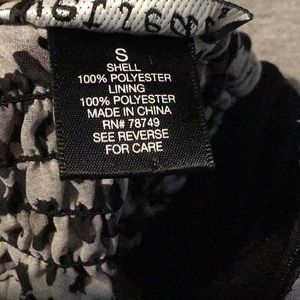 S
SHELL
100% POLYESTER
LINING
100% POLYESTER
MADE IN CHINA
RN# 78749
SEE REVERSE
FOR CARE